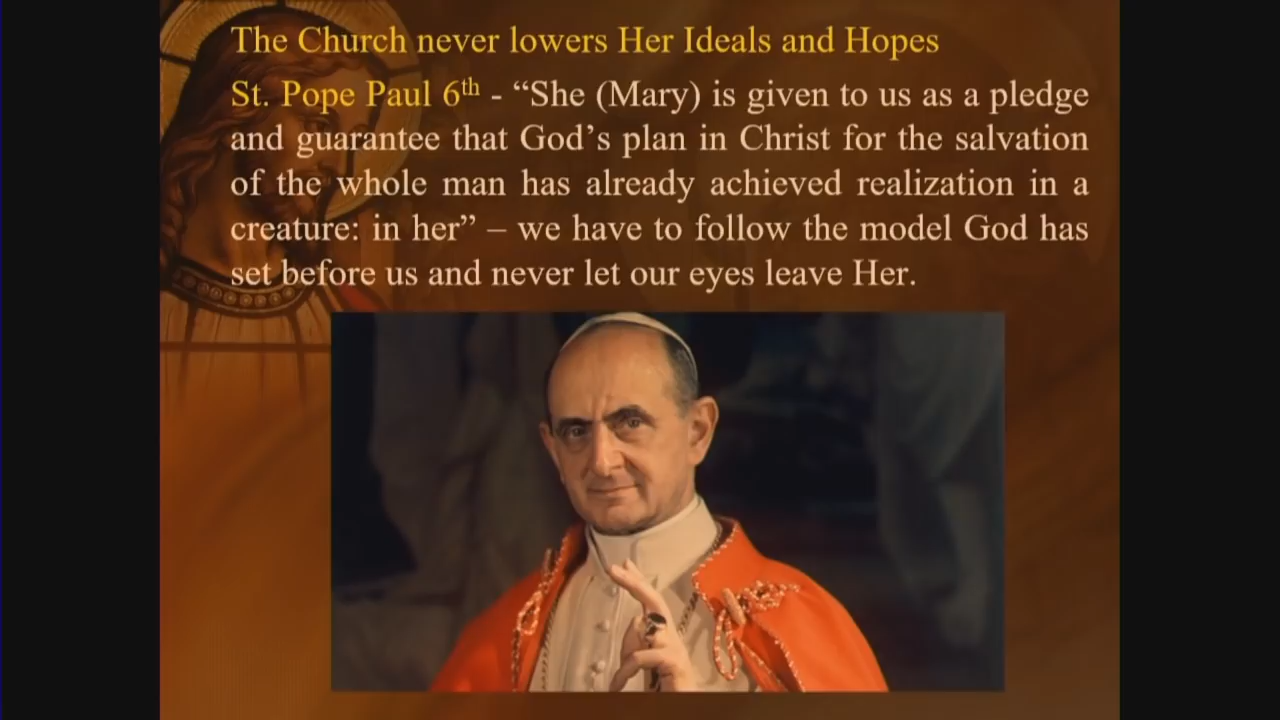 The Church never lowers Her Ideals and Hopes
St. Pope Paul 6th - “She (Mary) is given to us as a pledge
and guarantee that God’s plan in Christ for the salvation
of the whole man has already achieved realization in a
creature: in her” – we have to follow the model God has
set before us and never let our eyes leave Her.